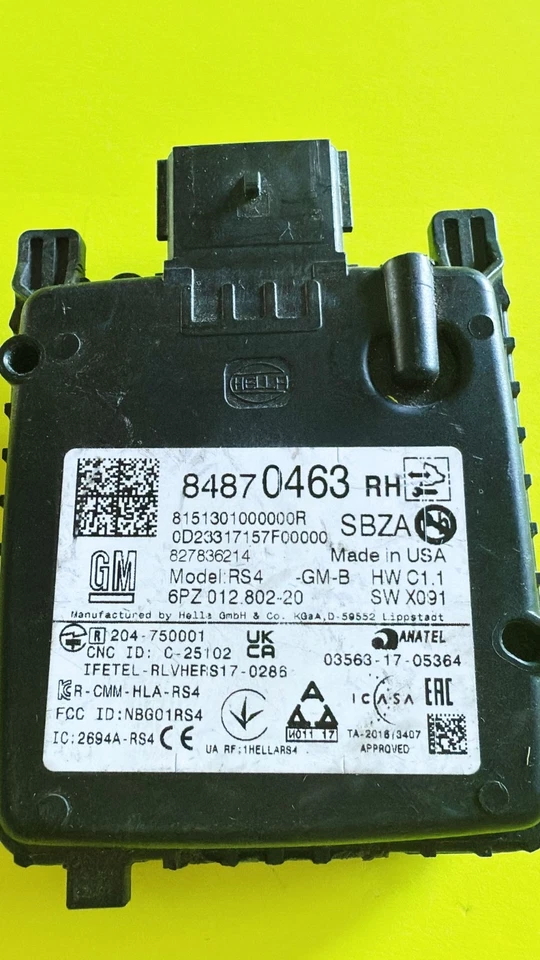 HELLA
84870463 RH
8151301000000R
0D23317157F00000 SBZA
827836214 Made in USA
GM
Model:RS4 -GM-B HW C1.1
6PZ 012.802-20 SW X091
Manufactured by Hella GmbH & Co. KGaA,D-59552 Lippstadt
R 204-750001 UK CA ANATEL
CNC ID: C-25102 03563-17-05364
IFETEL-RLVHERS17-0286
R-CMM-HLA-RS4 ICASA EAC
FCC ID:NBG01RS4 И011 17
IC:2694A-RS4 CE UA RF:1HELLARS4 TA-2016/3407
APPROVED